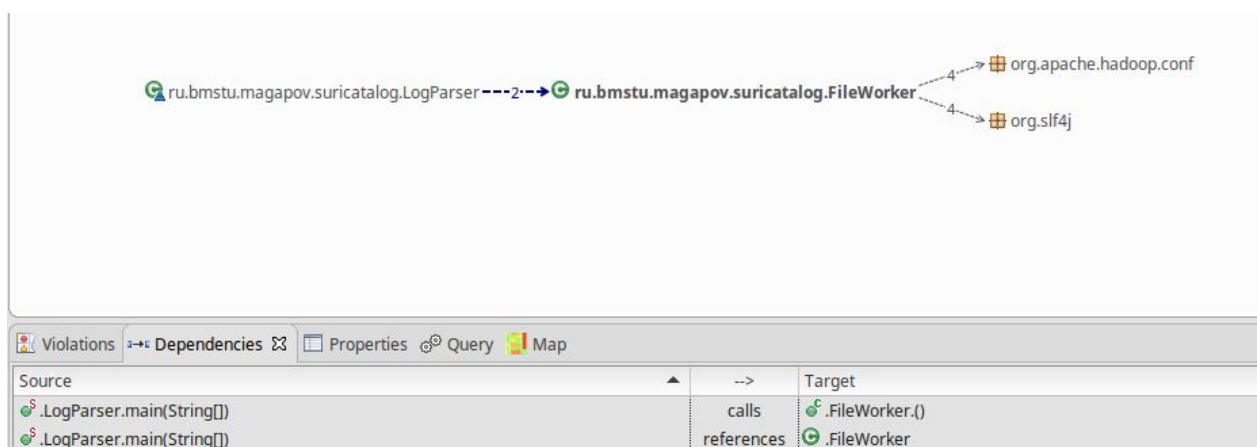 org.apache.hadoop.conf
4
ru.bmstu.magapov.suricatalog.LogParser 2 ru.bmstu.magapov.suricatalog.FileWorker
4
org.slf4j
Violations Dependencies Properties Query Map
Source --> Target
.LogParser.main(String[]) calls .FileWorker.()
.LogParser.main(String[]) references .FileWorker